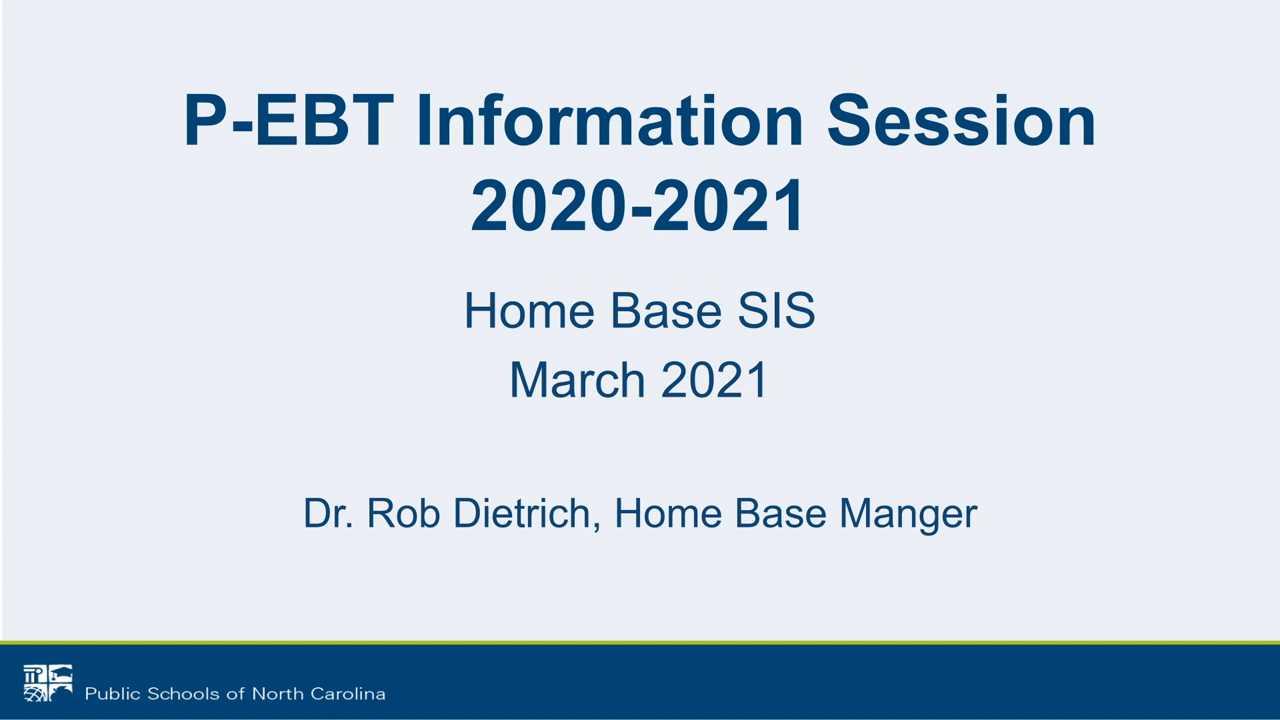 P-EBT Information Session
2020-2021
Home Base SIS
March 2021
Dr. Rob Dietrich, Home Base Manger
Public Schools of North Carolina